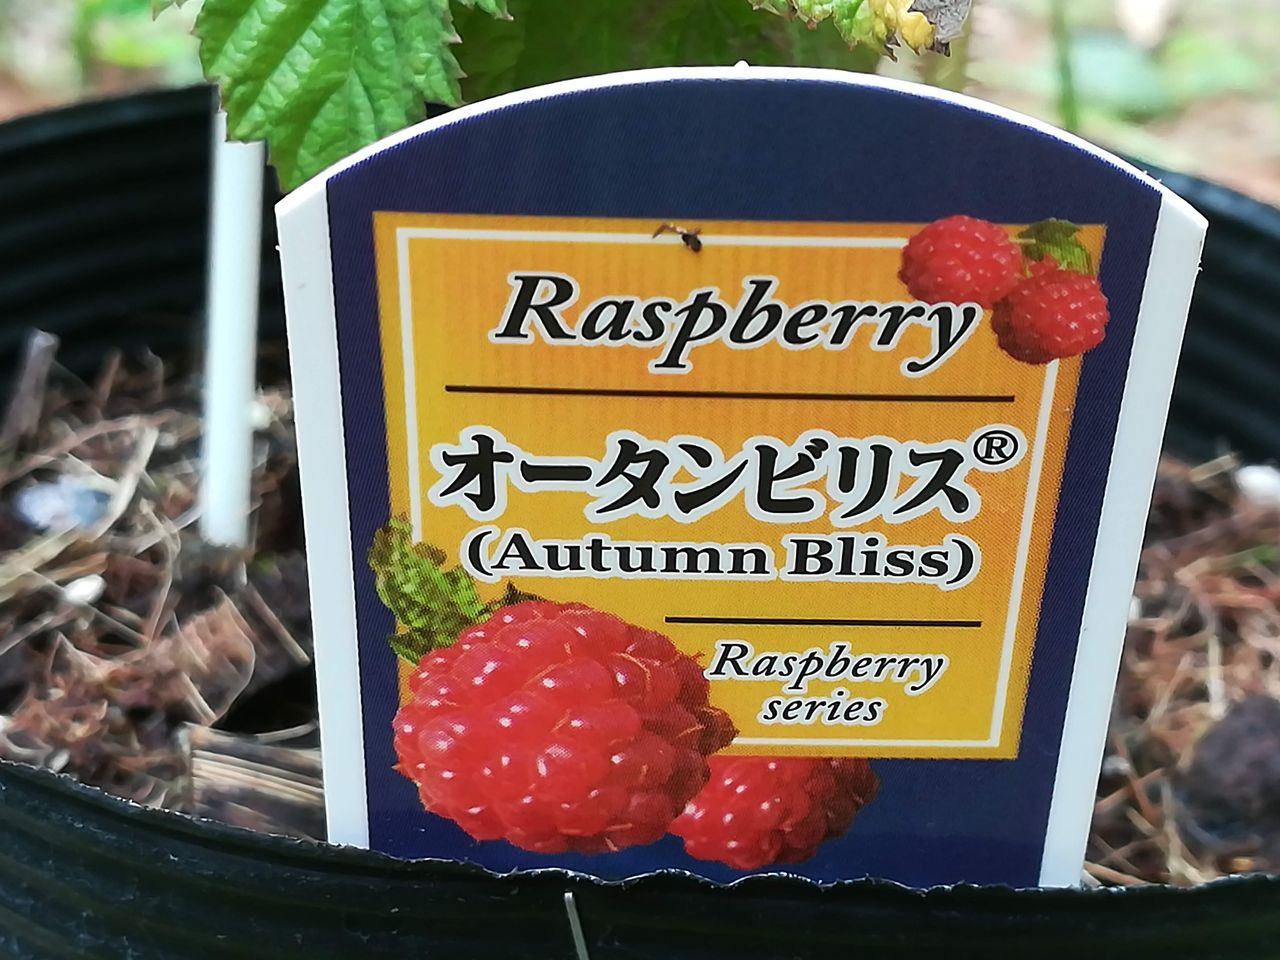 Raspberry
オータンビリス®
(Autumn Bliss)
Raspberry
series